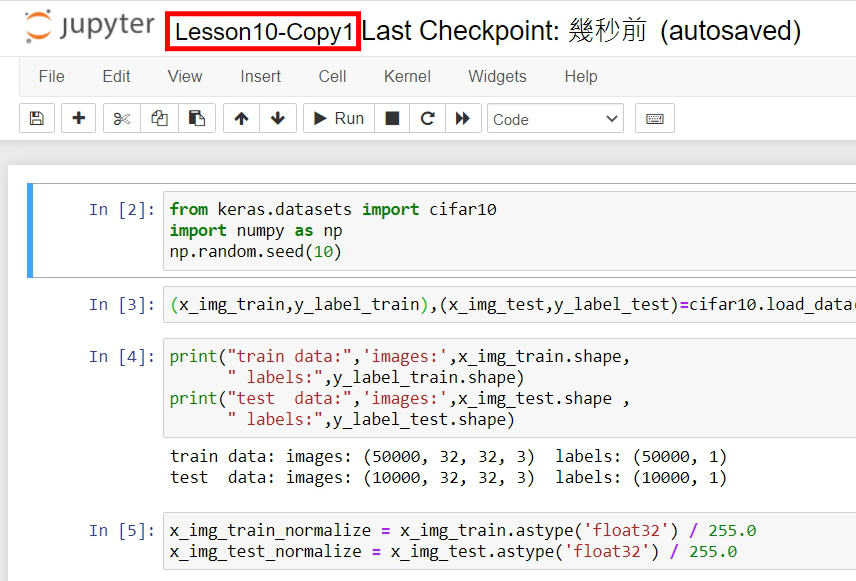 jupyter Lesson10-Copy1 Last Checkpoint: 幾秒前 (autosaved)
File Edit View Insert Cell Kernel Widgets Help
Run Code
In [2]: from keras.datasets import cifar10
import numpy as np
np.random.seed(10)
In [3]: (x_img_train,y_label_train),(x_img_test,y_label_test)=cifar10.load_data(
In [4]: print("train data:",'images:',x_img_train.shape,
" labels:",y_label_train.shape)
print("test  data:",'images:',x_img_test.shape ,
" labels:",y_label_test.shape)
train data: images: (50000, 32, 32, 3)  labels: (50000, 1)
test  data: images: (10000, 32, 32, 3)  labels: (10000, 1)
In [5]: x_img_train_normalize = x_img_train.astype('float32') / 255.0
x_img_test_normalize = x_img_test.astype('float32') / 255.0